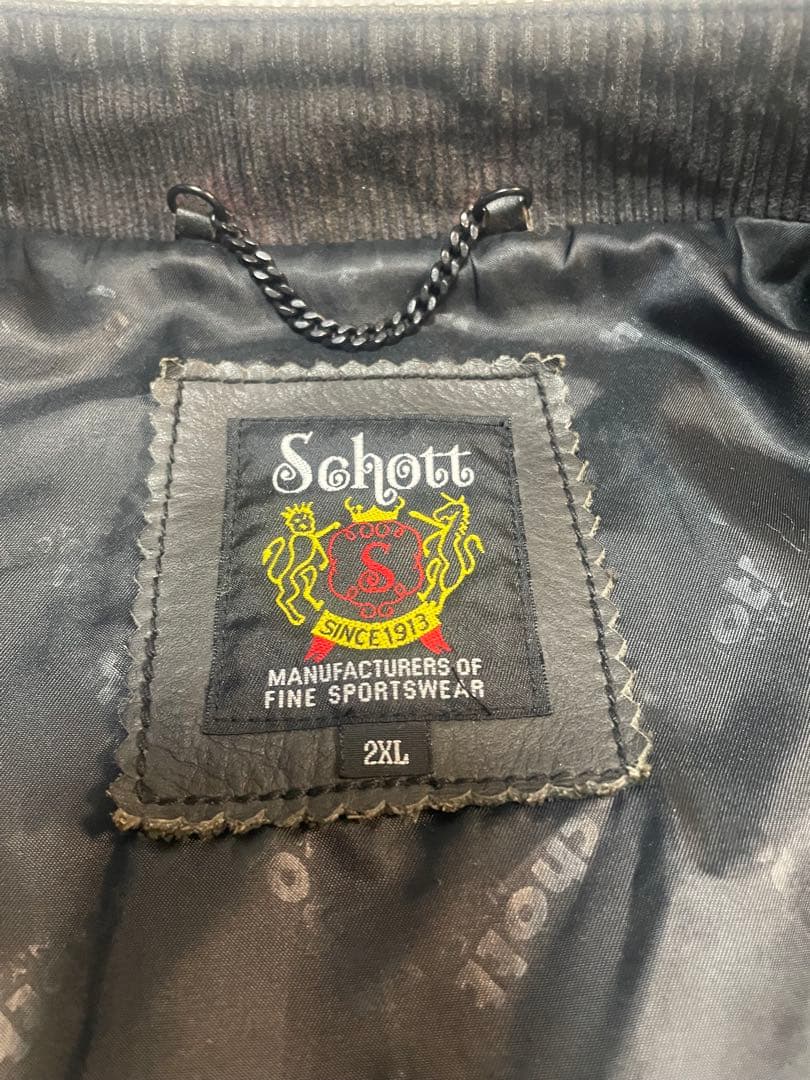 Schott
S
SINCE 1913
MANUFACTURERS OF
FINE SPORTSWEAR
2XL